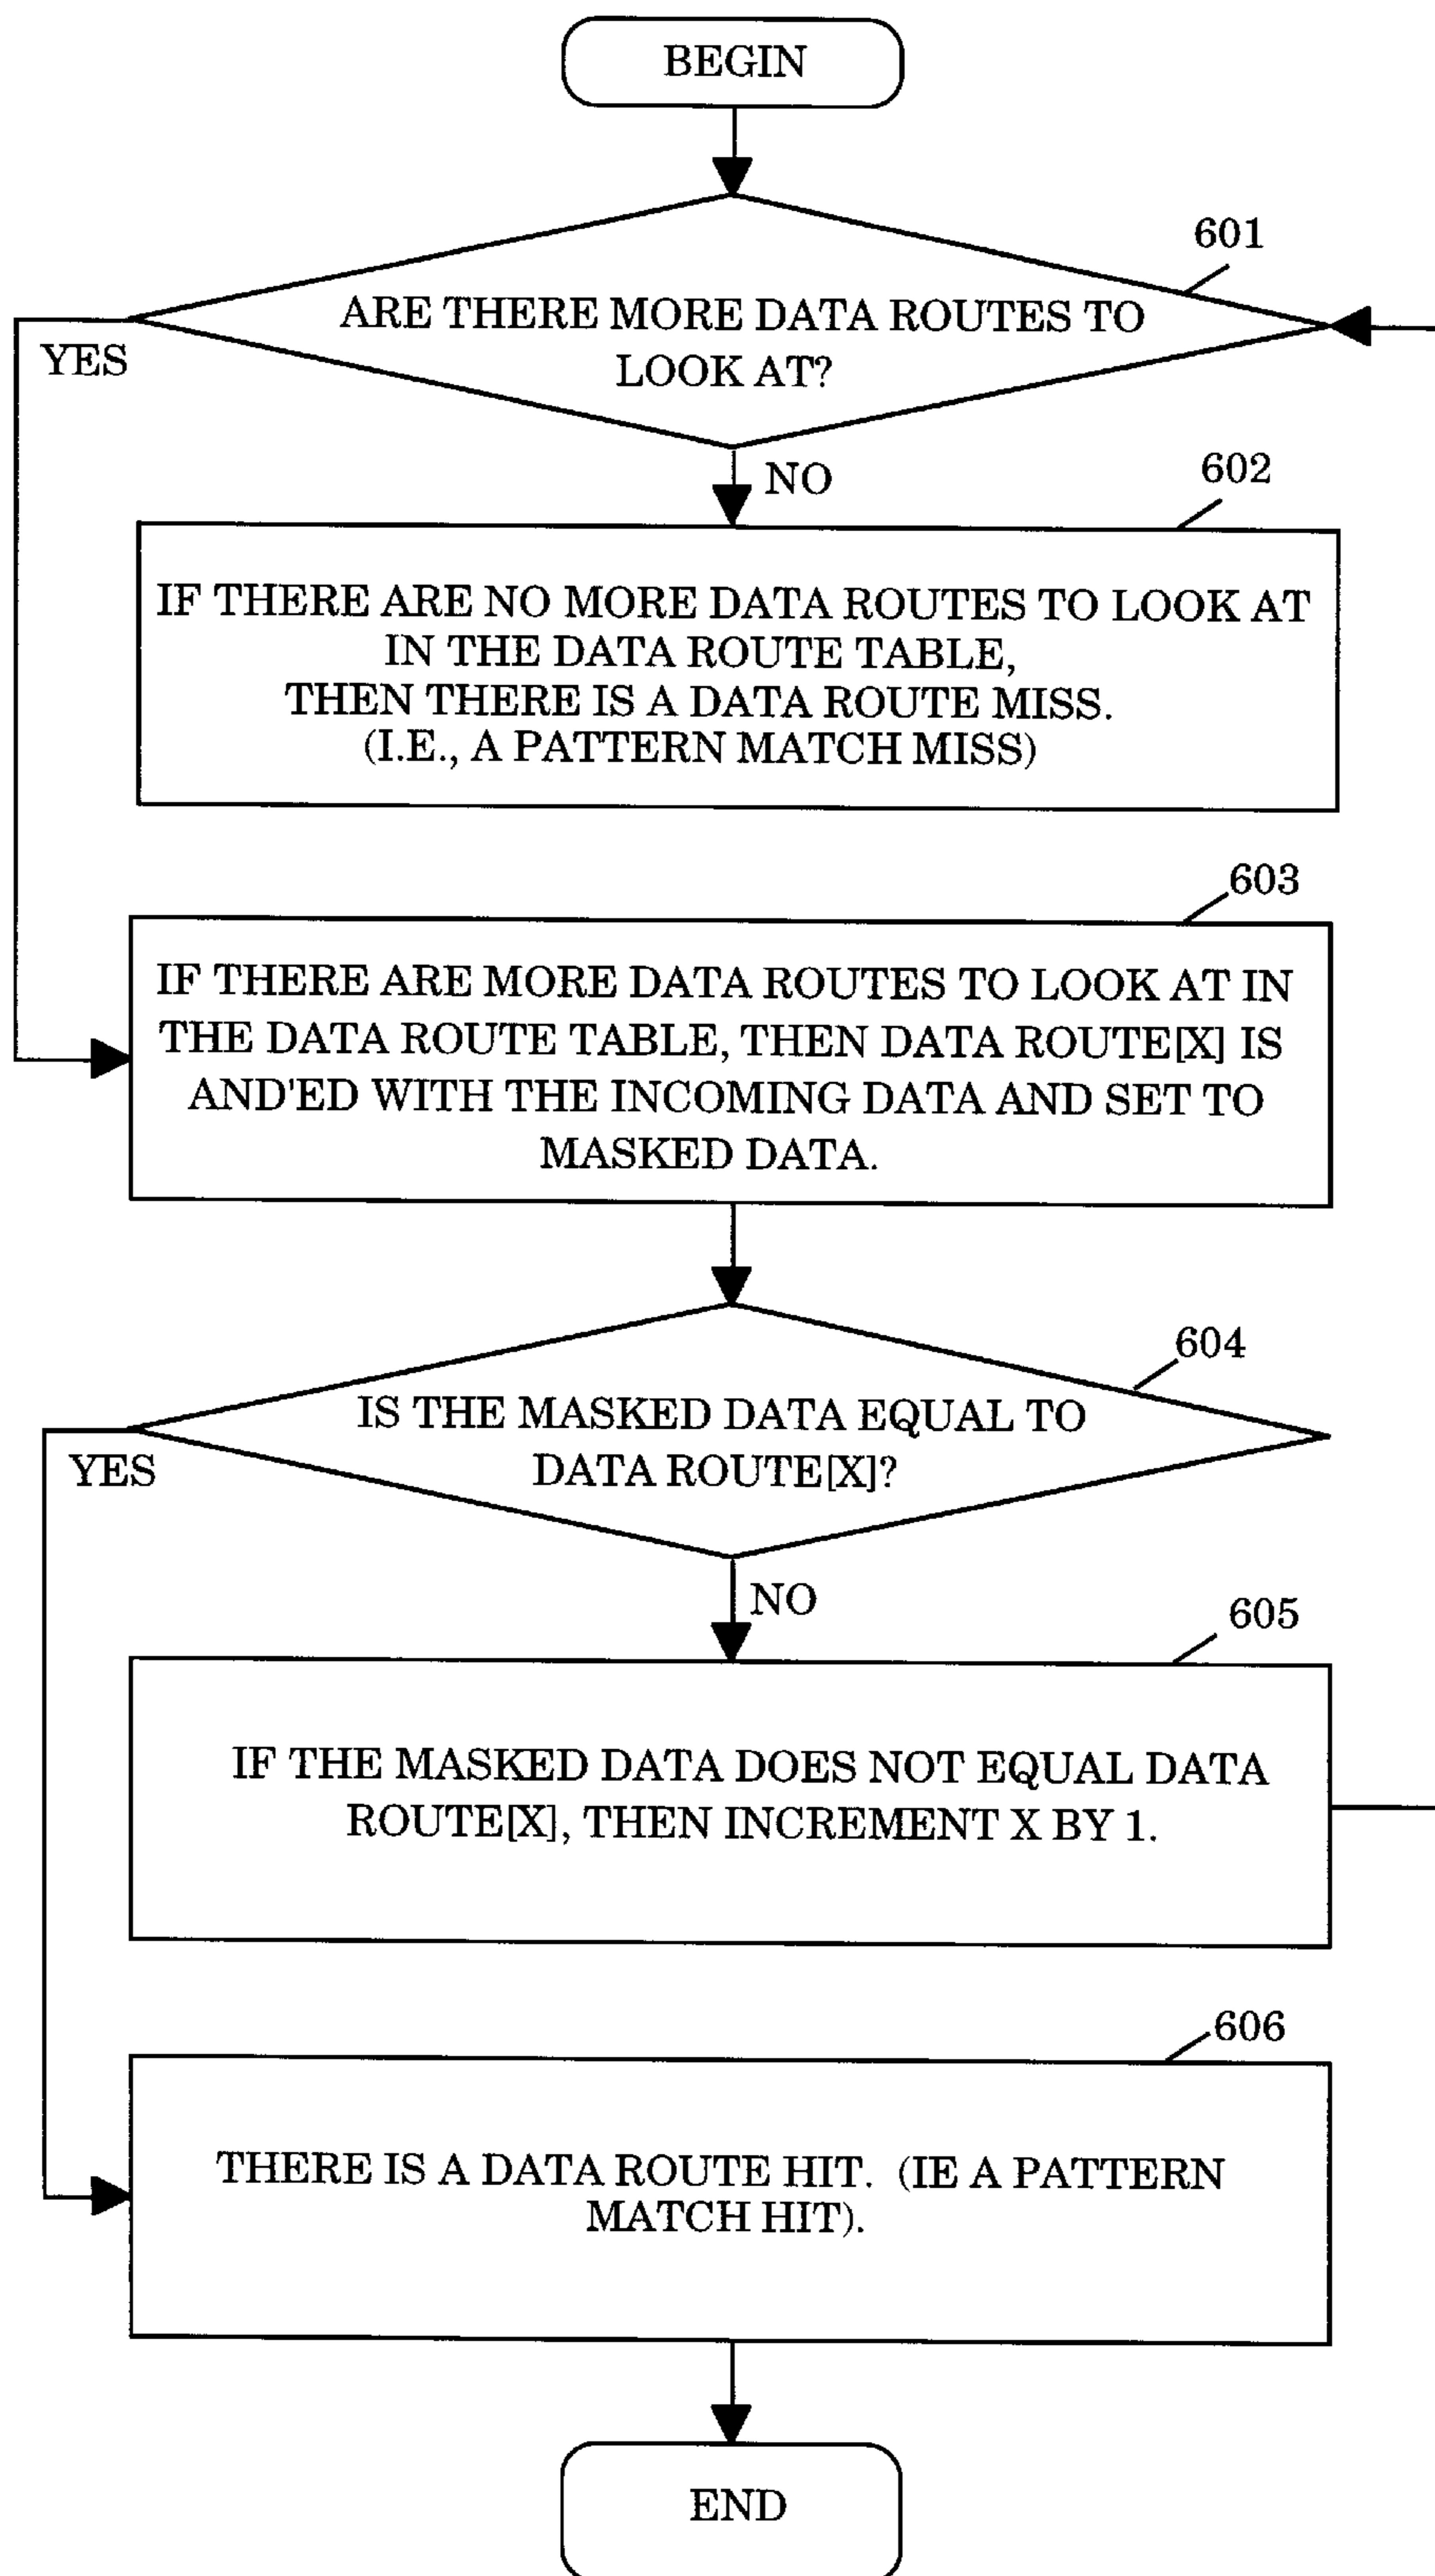 BEGIN
601
ARE THERE MORE DATA ROUTES TO
LOOK AT?
YES
NO
602
IF THERE ARE NO MORE DATA ROUTES TO LOOK AT
IN THE DATA ROUTE TABLE,
THEN THERE IS A DATA ROUTE MISS.
(I.E., A PATTERN MATCH MISS)
603
IF THERE ARE MORE DATA ROUTES TO LOOK AT IN
THE DATA ROUTE TABLE, THEN DATA ROUTE[X] IS
AND'ED WITH THE INCOMING DATA AND SET TO
MASKED DATA.
604
IS THE MASKED DATA EQUAL TO
DATA ROUTE[X]?
YES
NO
605
IF THE MASKED DATA DOES NOT EQUAL DATA
ROUTE[X], THEN INCREMENT X BY 1.
606
THERE IS A DATA ROUTE HIT. (IE A PATTERN
MATCH HIT).
END